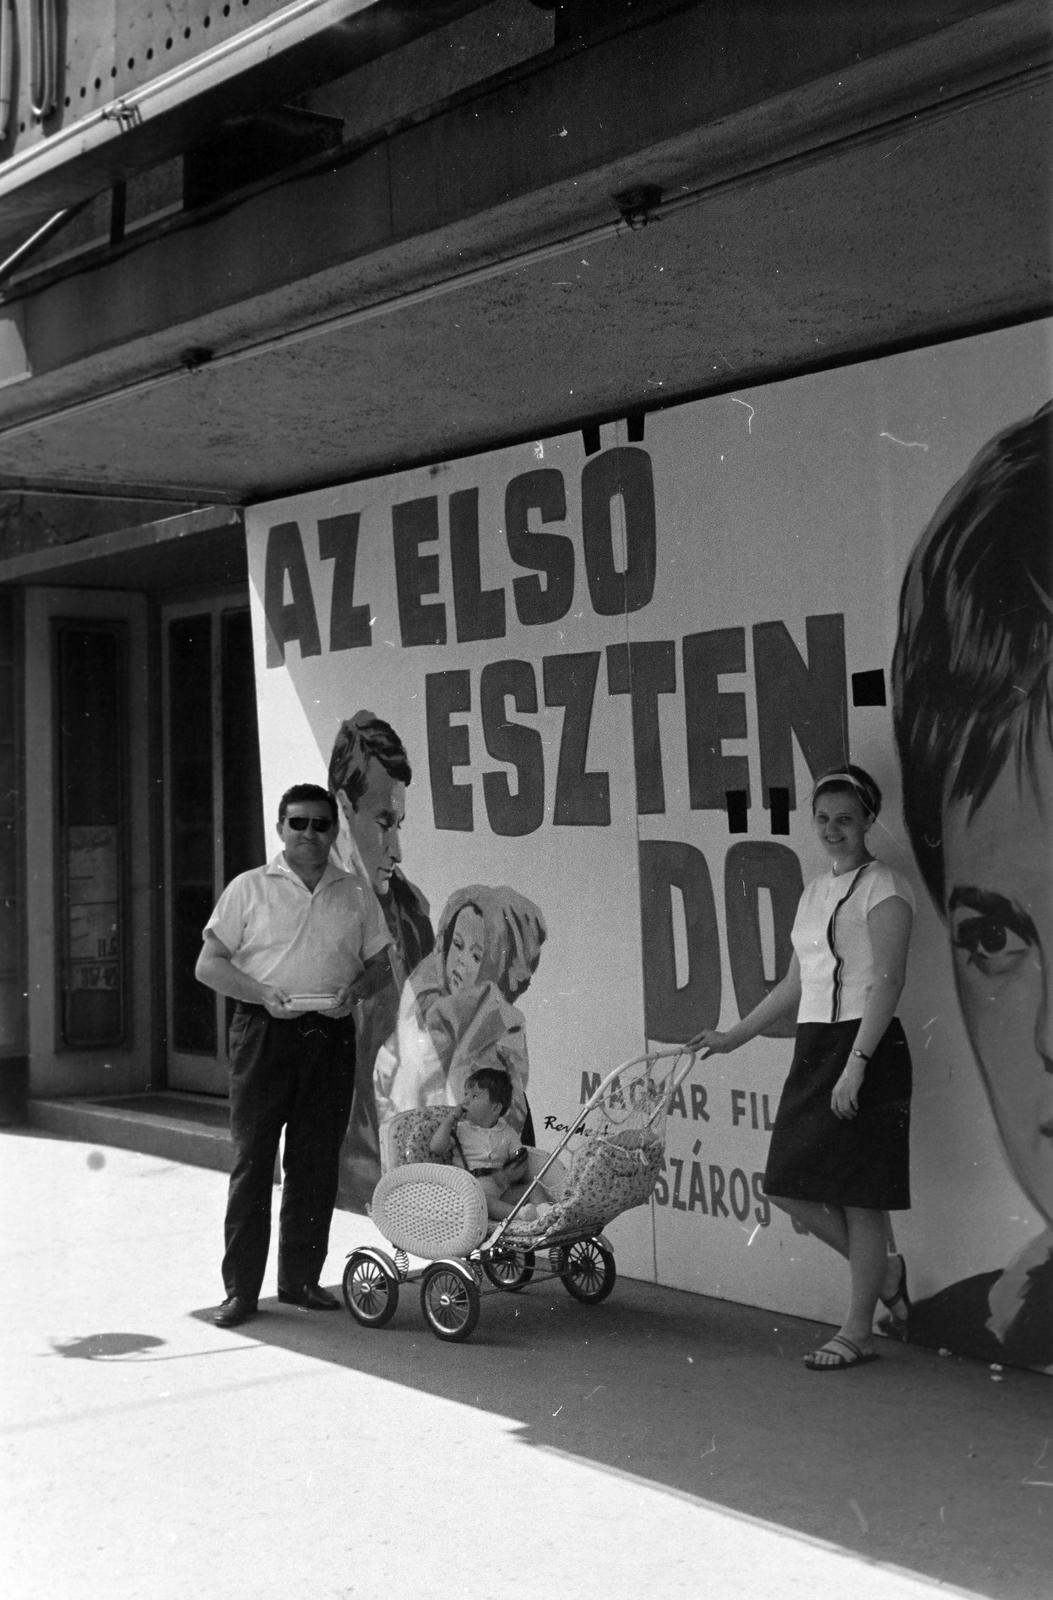 AZ ELSŐ
ESZTEN-
DŐ
MAGYAR FIL
SZÁROS